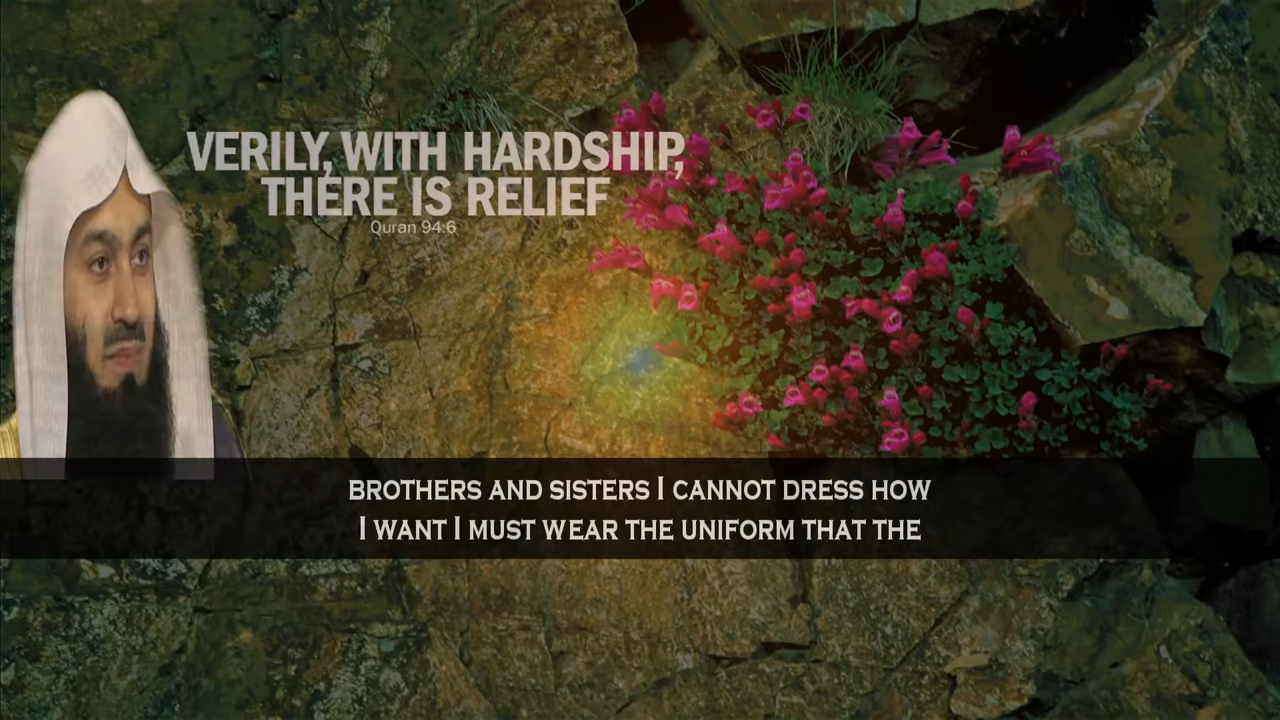 VERILY, WITH HARDSHIP,
THERE IS RELIEF
Quran 94:6
BROTHERS AND SISTERS I CANNOT DRESS HOW
I WANT I MUST WEAR THE UNIFORM THAT THE